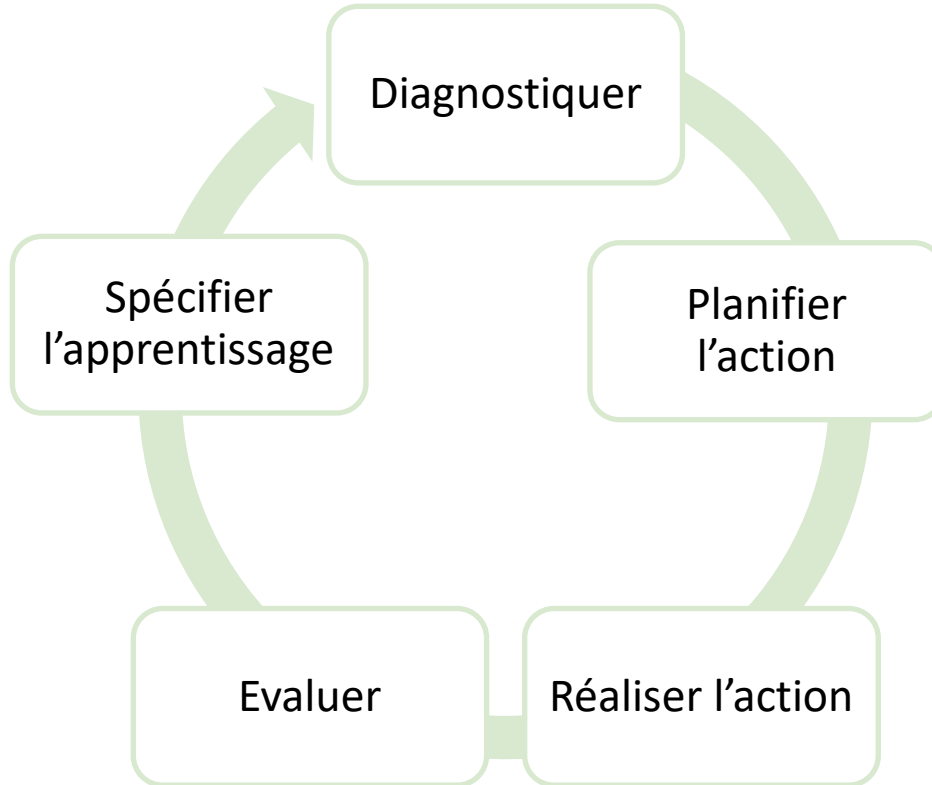 Diagnostiquer
Planifier
l’action
Réaliser l’action
Evaluer
Spécifier
l’apprentissage